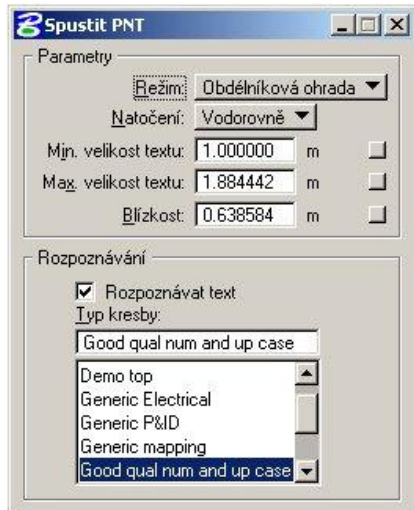 Spustit PNT
Parametry
Režim: Obdélníková ohrada
Natočení: Vodorovně
Min. velikost textu: 1.000000 m
Max. velikost textu: 1.884442 m
Blízkost: 0.638584 m
Rozpoznávání
Rozpoznávat text
Typ kresby:
Good qual num and up case
Demo top
Generic Electrical
Generic P&ID
Generic mapping
Good qual num and up case